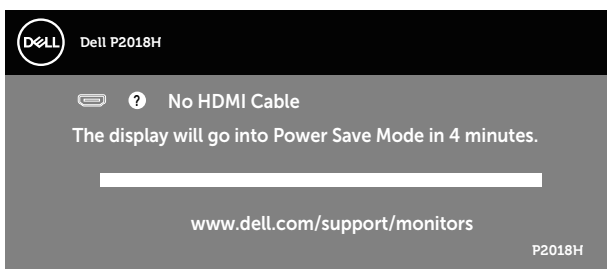 DELL Dell P2018H
? No HDMI Cable
The display will go into Power Save Mode in 4 minutes.
www.dell.com/support/monitors
P2018H